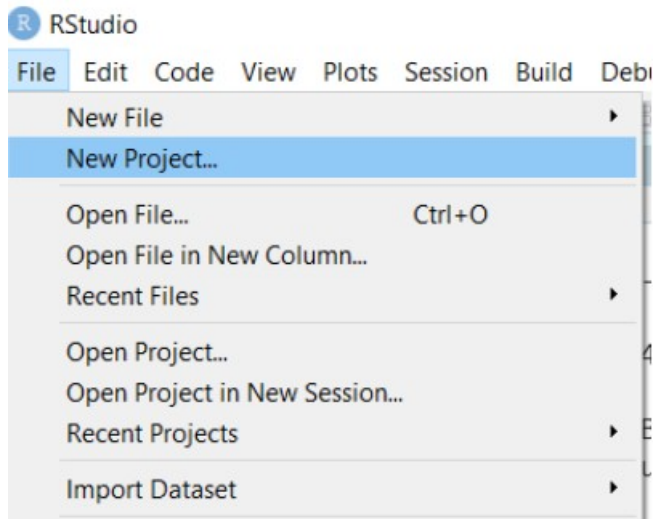 R RStudio
File Edit Code View Plots Session Build Debu
New File
New Project...
Open File... Ctrl+O
Open File in New Column...
Recent Files
Open Project...
Open Project in New Session...
Recent Projects
Import Dataset